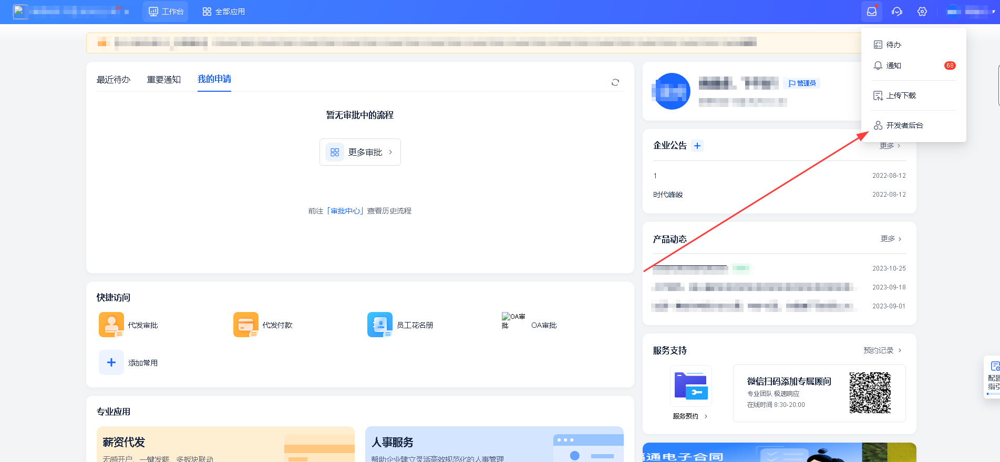 工作台
全部应用
待办
通知
68
上传下载
开发者后台
最近待办
重要通知
我的申请
暂无审批中的流程
更多审批
前往「审批中心」查看历史流程
管理员
企业公告
更多
1
2022-08-12
时代峰峻
2022-08-12
产品动态
更多
2023-10-25
2023-09-18
2023-09-01
快捷访问
代发审批
代发付款
员工花名册
OA审批
OA审批
添加常用
服务支持
预约记录
服务预约
微信扫码添加专属顾问
专业团队 极速响应
在线时间 8:30-20:00
配置
指引
专业应用
薪资代发
无感开户、一键发薪、多板块联动
人事服务
帮助企业建立灵活高效规范化的人事管理
通电子合同